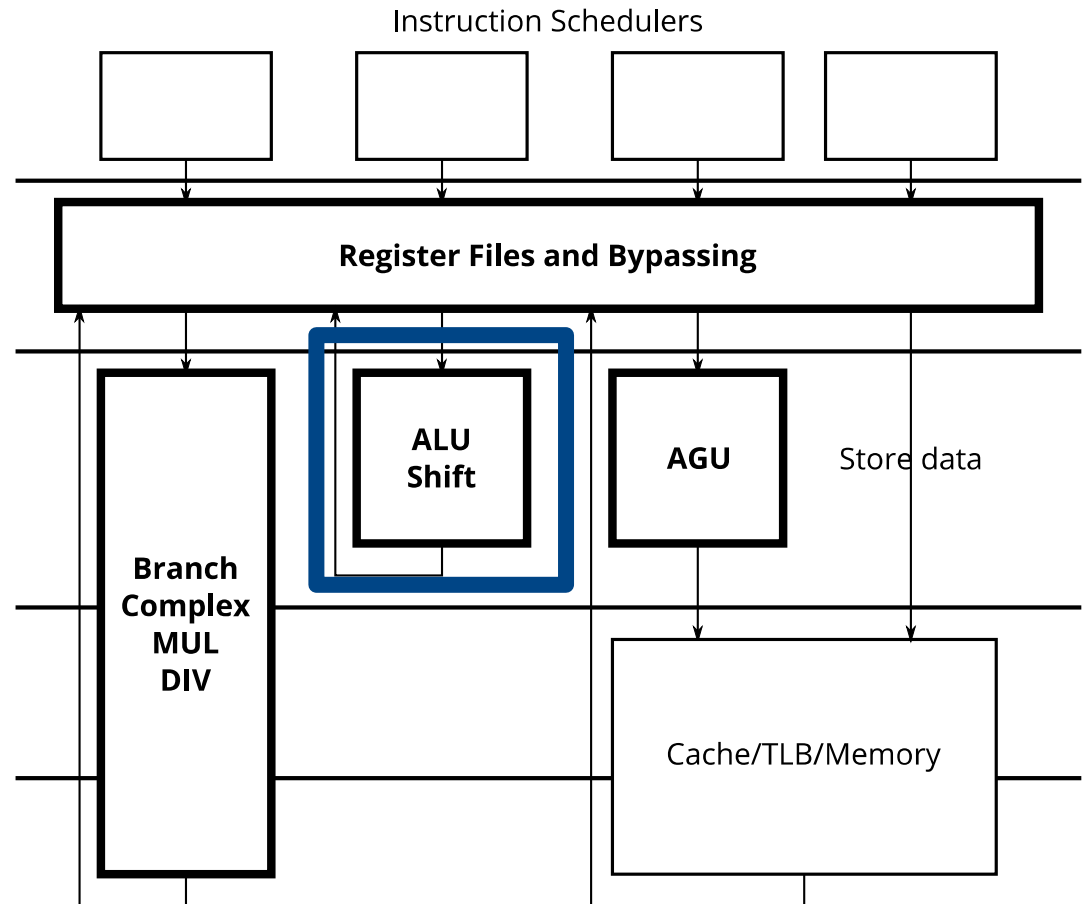 Instruction Schedulers
Register Files and Bypassing
ALU
Shift
AGU
Store data
Branch
Complex
MUL
DIV
Cache/TLB/Memory